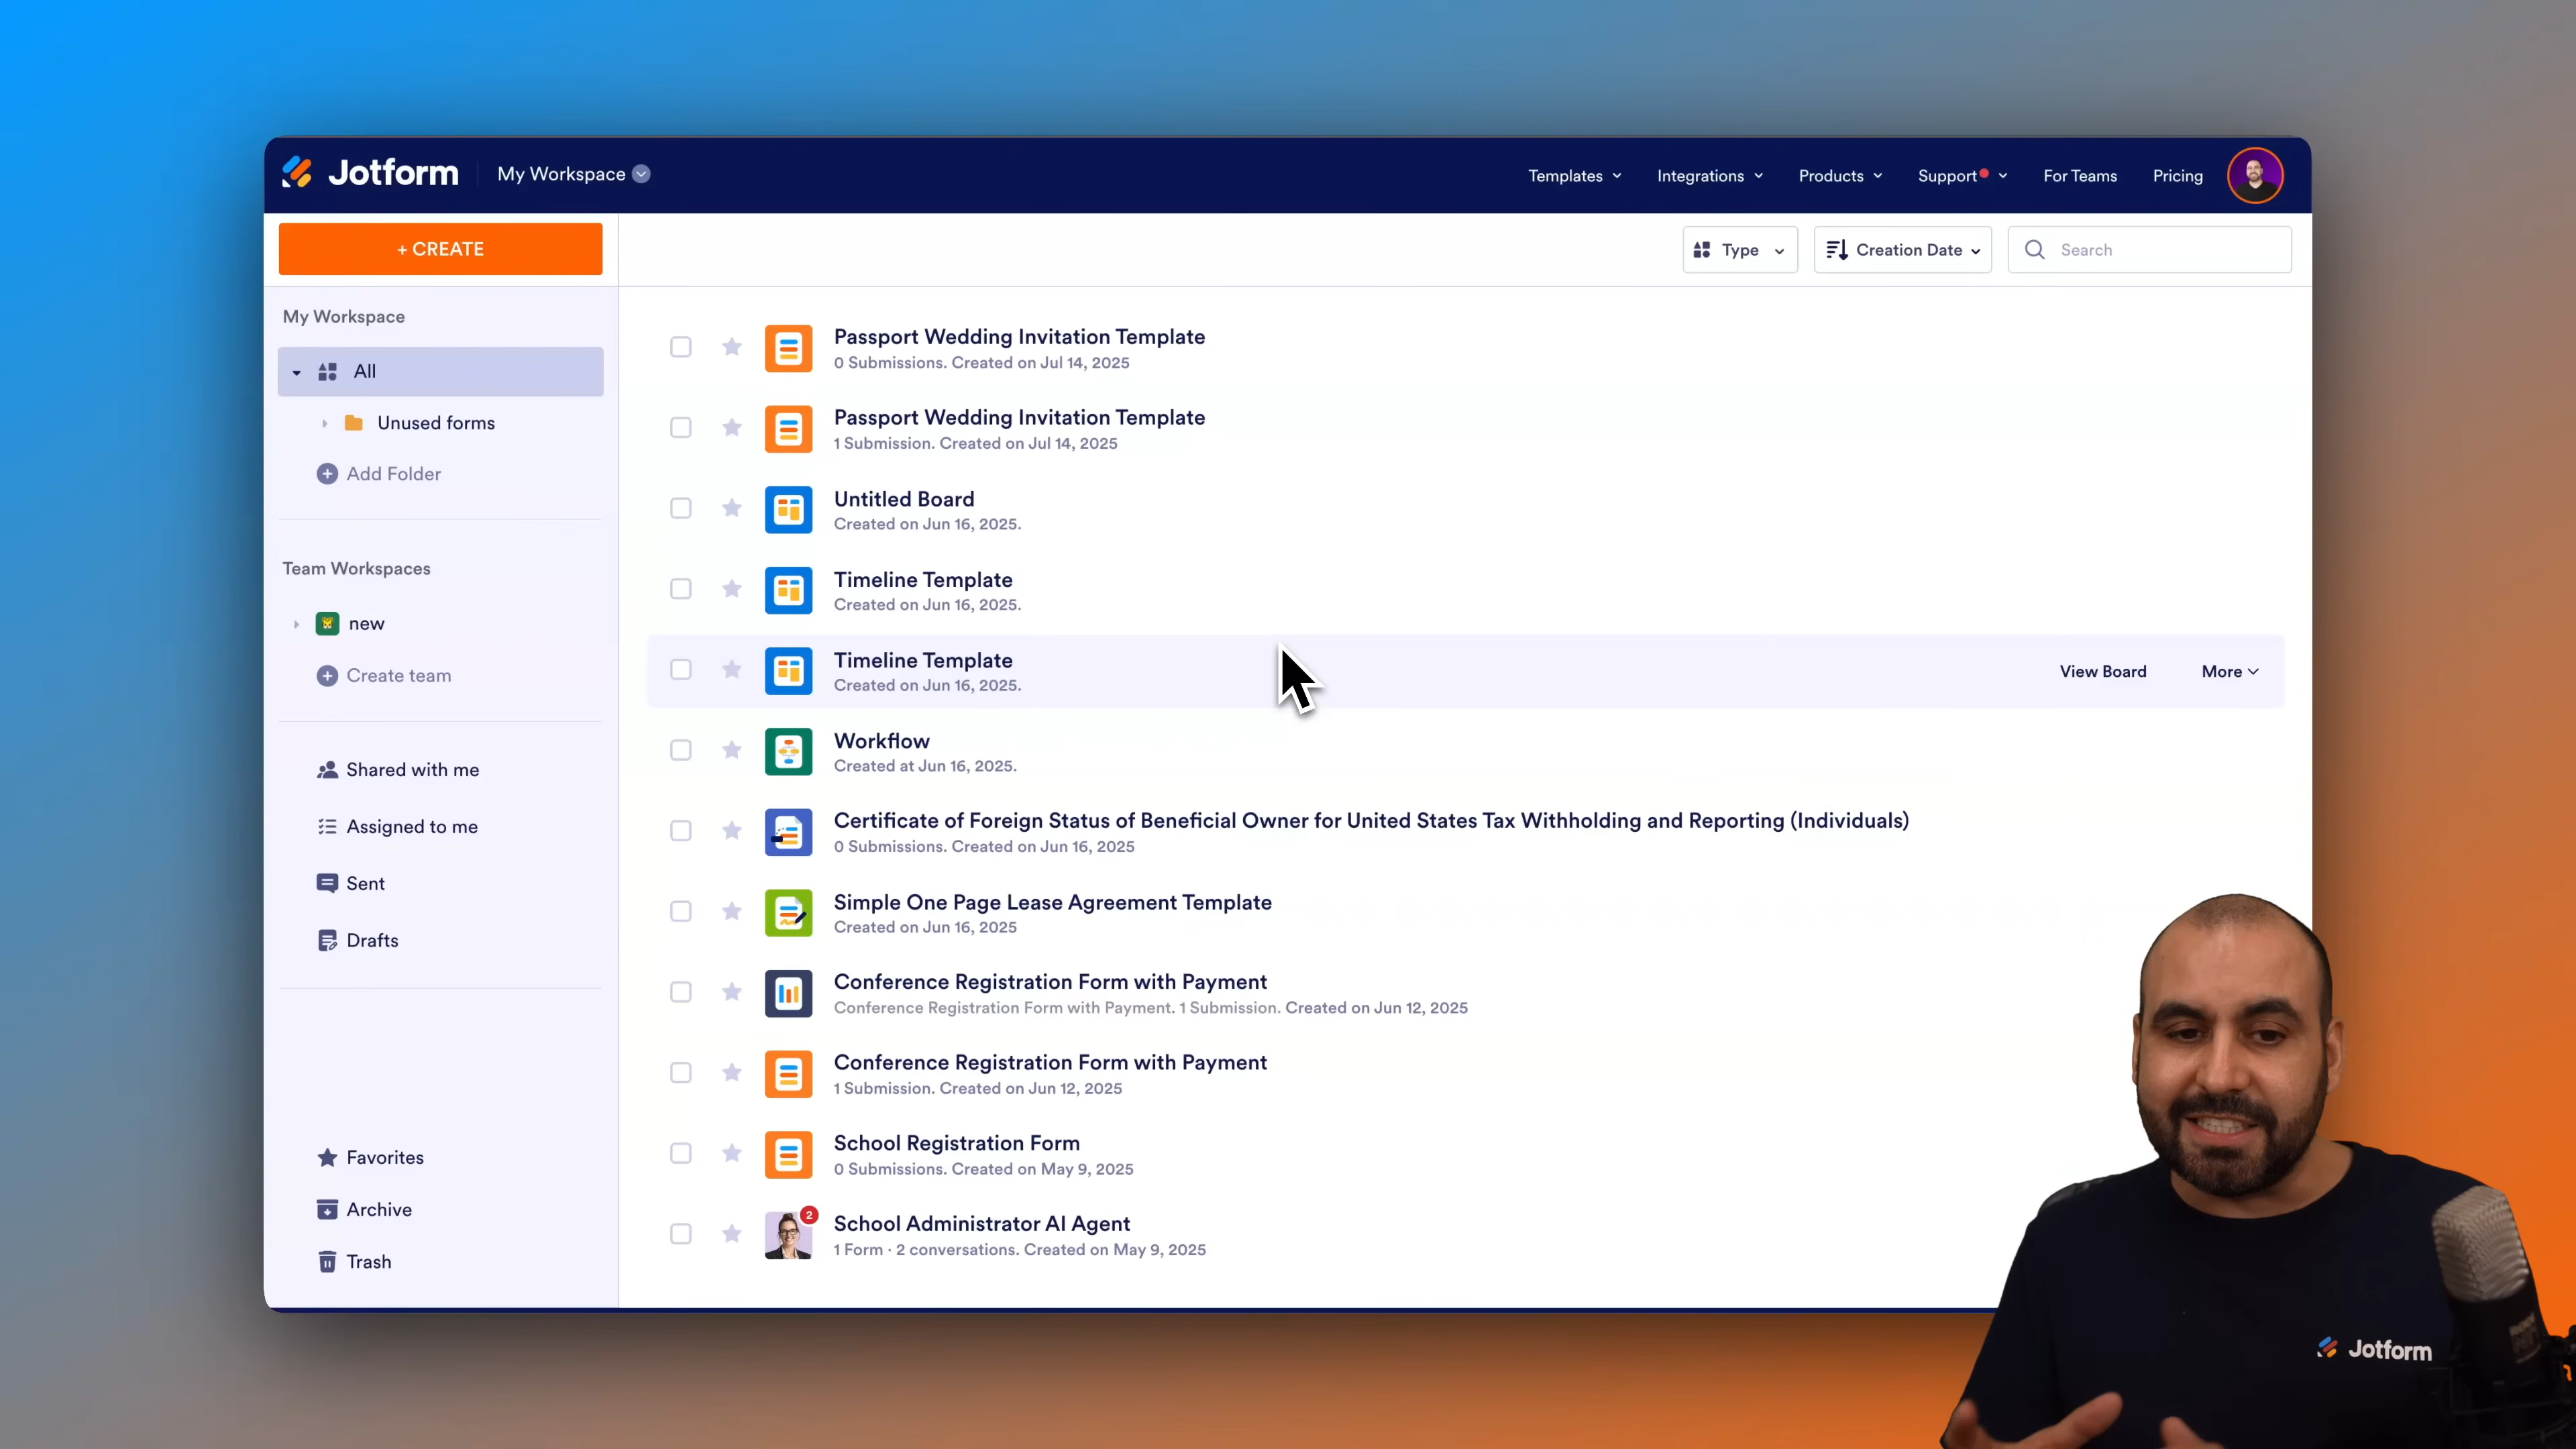 Jotform
My Workspace
Templates
Integrations
Products
Support
For Teams
Pricing
+ CREATE
Type
Creation Date
Search
My Workspace
All
Unused forms
Add Folder
Team Workspaces
new
Create team
Shared with me
Assigned to me
Sent
Drafts
Favorites
Archive
Trash
Passport Wedding Invitation Template
0 Submissions. Created on Jul 14, 2025
Passport Wedding Invitation Template
1 Submission. Created on Jul 14, 2025
Untitled Board
Created on Jun 16, 2025.
Timeline Template
Created on Jun 16, 2025.
Timeline Template
Created on Jun 16, 2025.
View Board
More
Workflow
Created at Jun 16, 2025.
Certificate of Foreign Status of Beneficial Owner for United States Tax Withholding and Reporting (Individuals)
0 Submissions. Created on Jun 16, 2025
Simple One Page Lease Agreement Template
Created on Jun 16, 2025
Conference Registration Form with Payment
Conference Registration Form with Payment. 1 Submission. Created on Jun 12, 2025
Conference Registration Form with Payment
1 Submission. Created on Jun 12, 2025
School Registration Form
0 Submissions. Created on May 9, 2025
2
School Administrator AI Agent
1 Form · 2 conversations. Created on May 9, 2025
Jotform